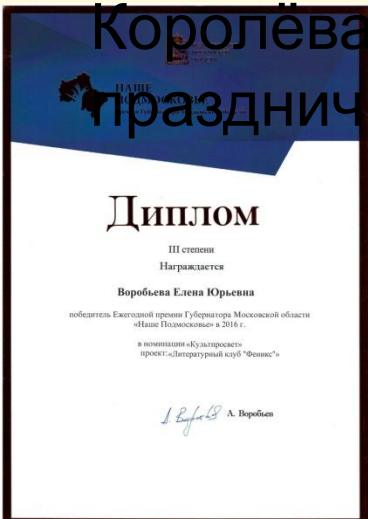 Королёва
празднич
НАШЕ
ПОДМОСКОВЬЕ
Диплом
III степени
Награждается
Воробьева Елена Юрьевна
победитель Ежегодной премии Губернатора Московской области
«Наше Подмосковье» в 2016 г.
в номинации «Культпросвет»
проект:«Литературный клуб "Феникс"»
А. Воробьев